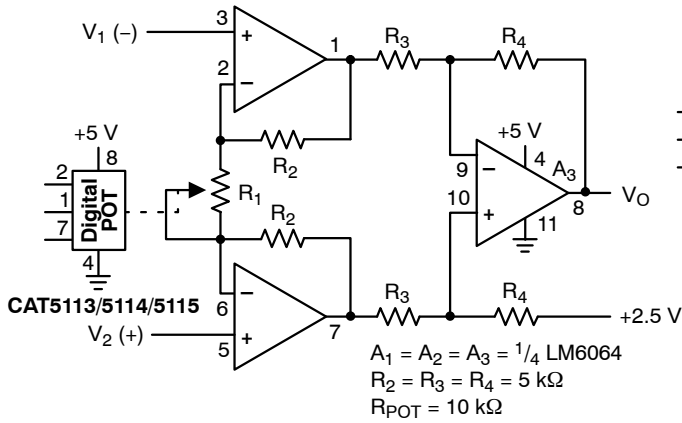 V1 (–)
3
+
1
R3
R4
2
–
R2
+5 V
8
2
1
7
Digital
POT
4
R1
+5 V
4
A3
9
–
10
+
8
VO
11
R2
CAT5113/5114/5115
6
–
7
R3
R4
+2.5 V
V2 (+)
5
+
A1 = A2 = A3 = 1/4 LM6064
R2 = R3 = R4 = 5 kΩ
RPOT = 10 kΩ